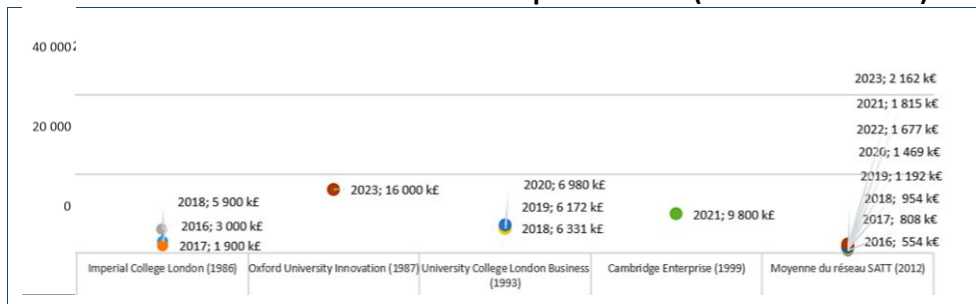 40 000
20 000
0
2018; 5 900 k£
2016; 3 000 k£
2017; 1 900 k£
2023; 16 000 k£
2020; 6 980 k£
2019; 6 172 k£
2018; 6 331 k£
2021; 9 800 k£
2023; 2 162 k€
2021; 1 815 k€
2022; 1 677 k€
2020; 1 469 k€
2019; 1 192 k€
2018; 954 k€
2017; 808 k€
2016; 554 k€
Imperial College London (1986)
Oxford University Innovation (1987)
University College London Business
(1993)
Cambridge Enterprise (1999)
Moyenne du réseau SATT (2012)